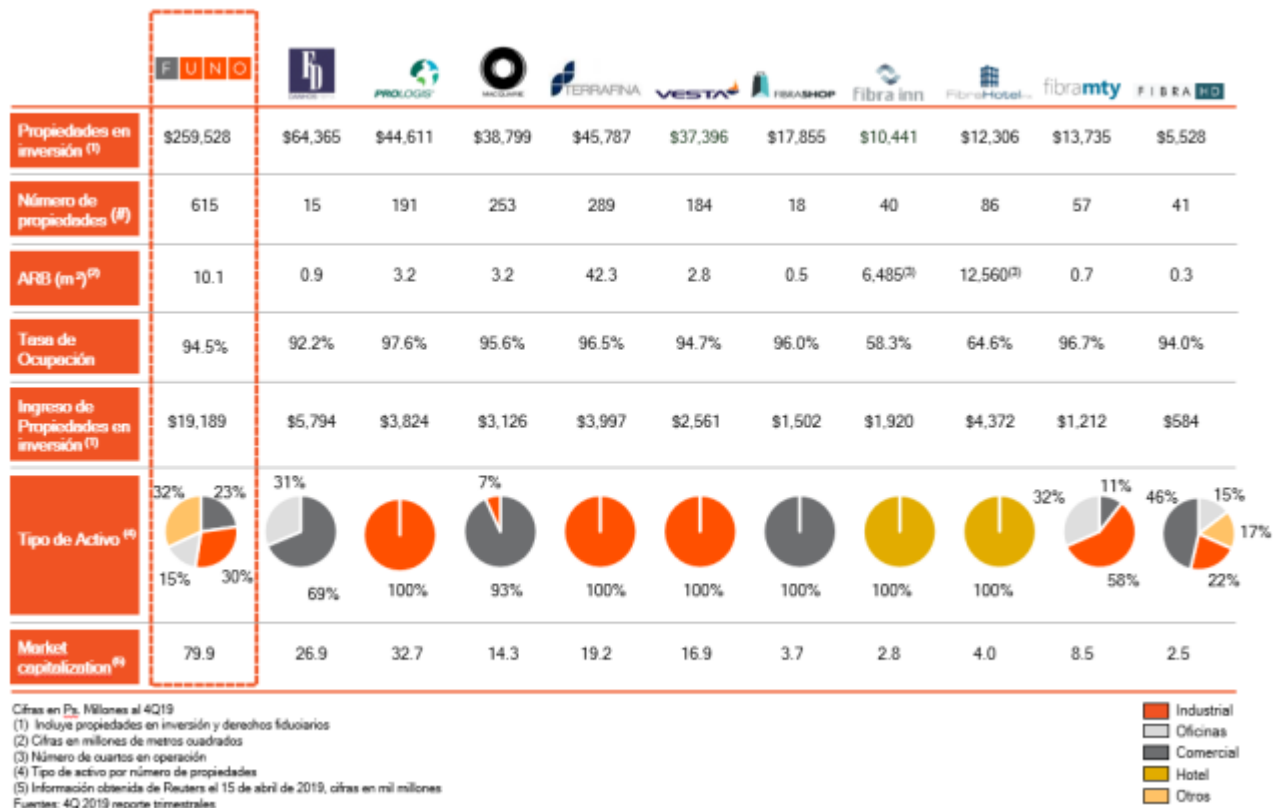 F U N O
FD
DANHOS
PROLOGIS
MACQUARIE
TERRAFINA
VESTA
FIBRASHOP
fibra inn
FibraHotel
fibramty
FIBRA HD
Propiedades en inversión (1) $259,528 $64,365 $44,611 $38,799 $45,787 $37,396 $17,855 $10,441 $12,306 $13,735 $5,528
Número de propiedades (#) 615 15 191 253 289 184 18 40 86 57 41
ARB (m²)(2) 10.1 0.9 3.2 3.2 42.3 2.8 0.5 6,485(3) 12,560(3) 0.7 0.3
Tasa de Ocupación 94.5% 92.2% 97.6% 95.6% 96.5% 94.7% 96.0% 58.3% 64.6% 96.7% 94.0%
Ingreso de Propiedades en inversión (1) $19,189 $5,794 $3,824 $3,126 $3,997 $2,561 $1,502 $1,920 $4,372 $1,212 $584
Tipo de Activo (4)
32% 23% 15% 30%
31% 69%
100%
7% 93%
100%
100%
100%
100%
100%
32% 11% 58%
46% 15% 17% 22%
Market capitalization(5) 79.9 26.9 32.7 14.3 19.2 16.9 3.7 2.8 4.0 8.5 2.5
Cifras en Ps. Millones al 4Q19
(1) Incluye propiedades en inversión y derechos fiduciarios
(2) Cifras en millones de metros cuadrados
(3) Número de cuartos en operación
(4) Tipo de activo por número de propiedades
(5) Información obtenida de Reuters el 15 de abril de 2019, cifras en mil millones
Fuentes: 4Q 2019 reporte trimestrales
Industrial
Oficinas
Comercial
Hotel
Otros